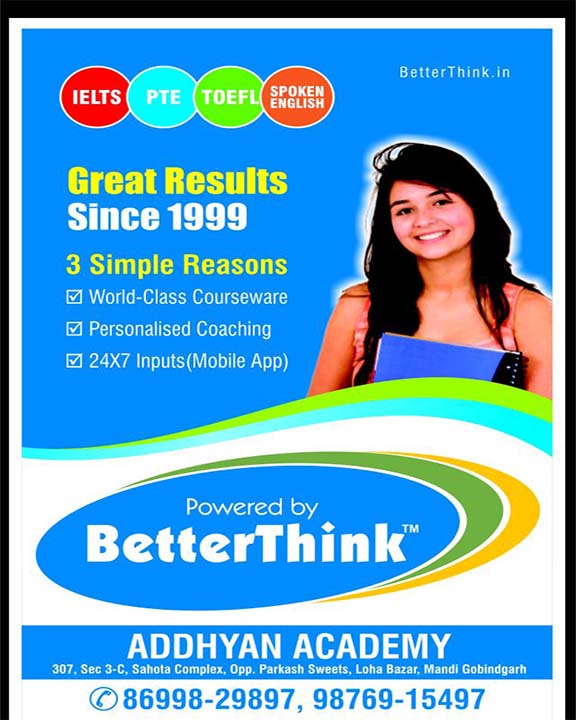 BetterThink.in
IELTS PTE TOEFL SPOKEN
ENGLISH
Great Results
Since 1999
3 Simple Reasons
World-Class Courseware
Personalised Coaching
24X7 Inputs(Mobile App)
Powered by
BetterThink™
ADDHYAN ACADEMY
307, Sec 3-C, Sahota Complex, Opp. Parkash Sweets, Loha Bazar, Mandi Gobindgarh
86998-29897, 98769-15497